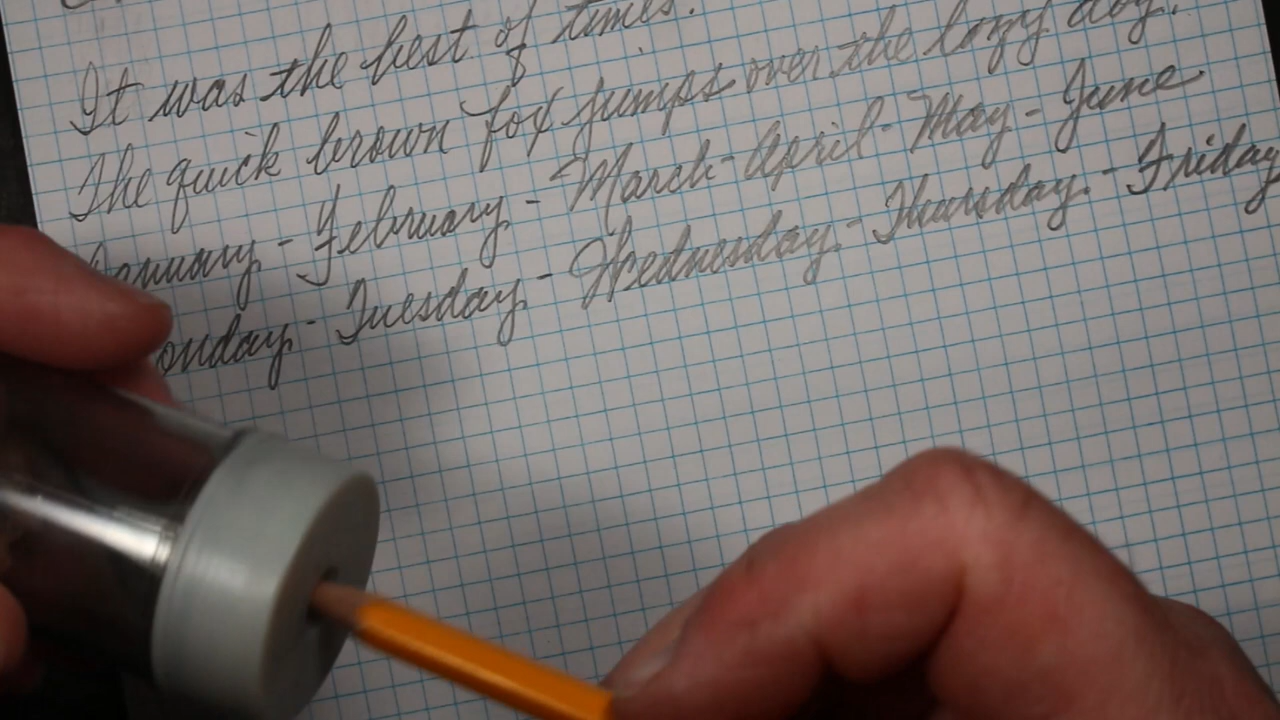 It was the best of times.
The quick brown fox jumps over the lazy dog.
January - February - March - April - May - June
onday - Tuesday - Wednesday - Thursday - Friday